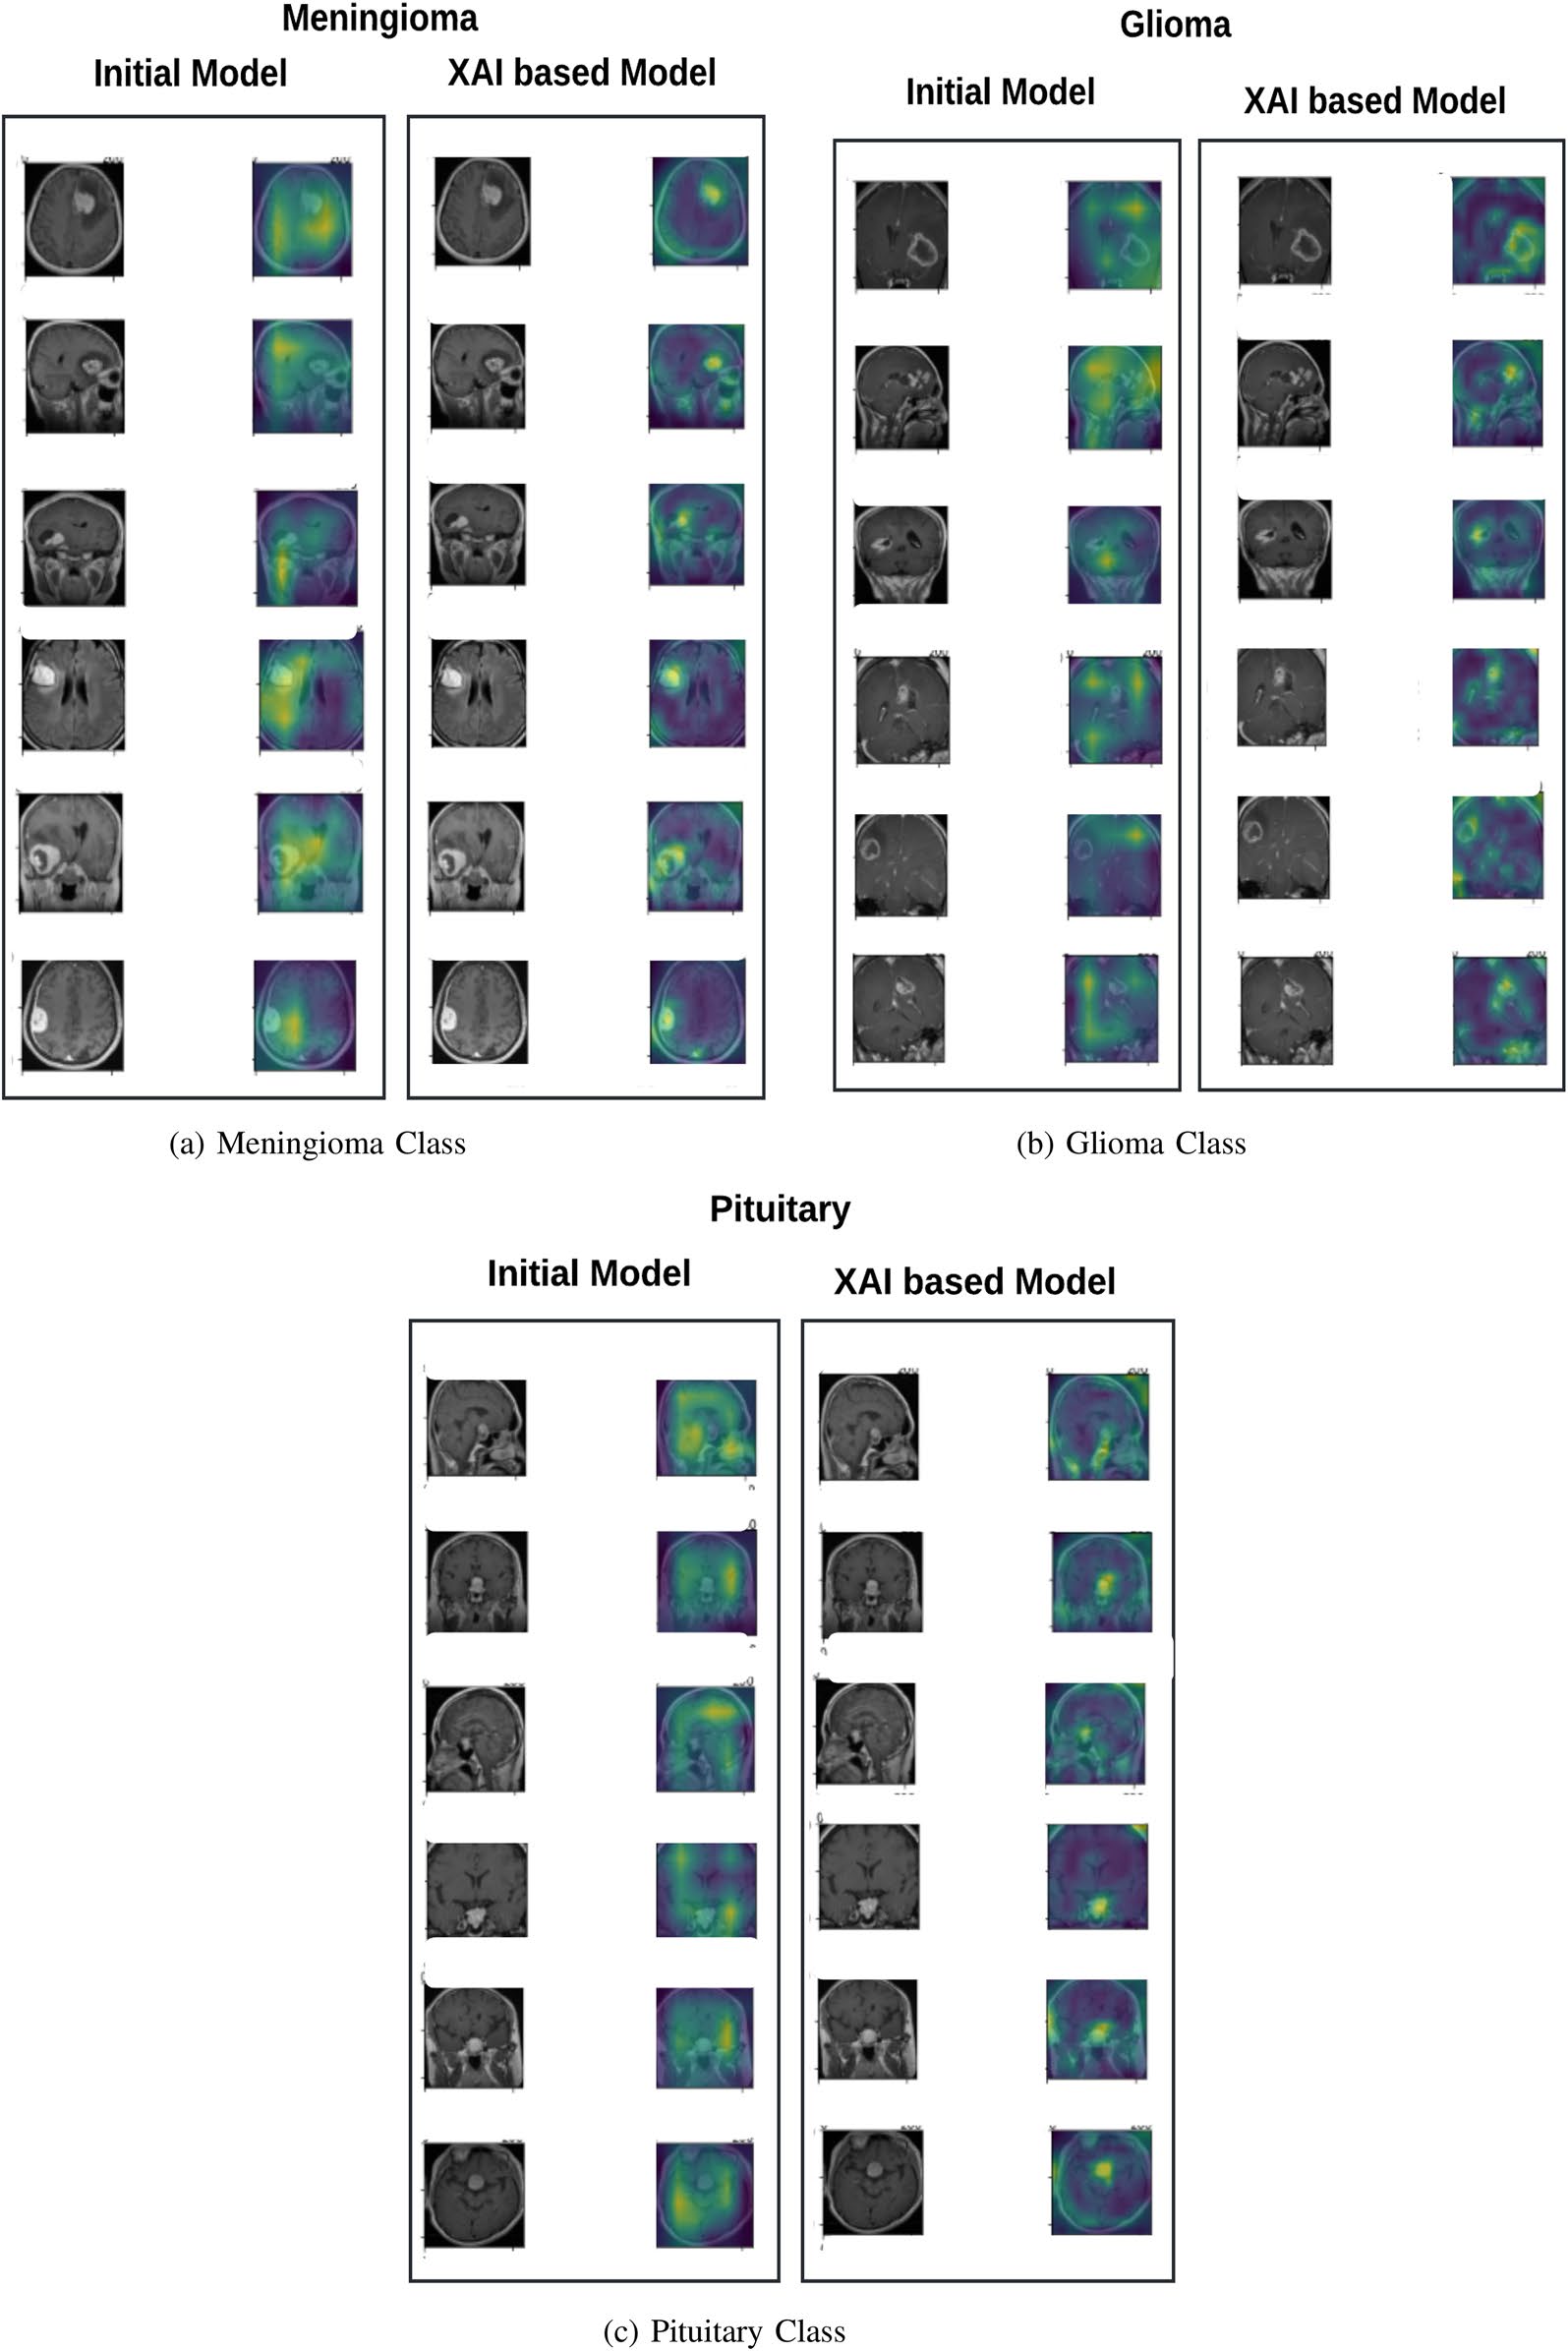 Meningioma
Initial Model
XAI based Model
Glioma
Initial Model
XAI based Model
(a) Meningioma Class
(b) Glioma Class
Pituitary
Initial Model
XAI based Model
(c) Pituitary Class